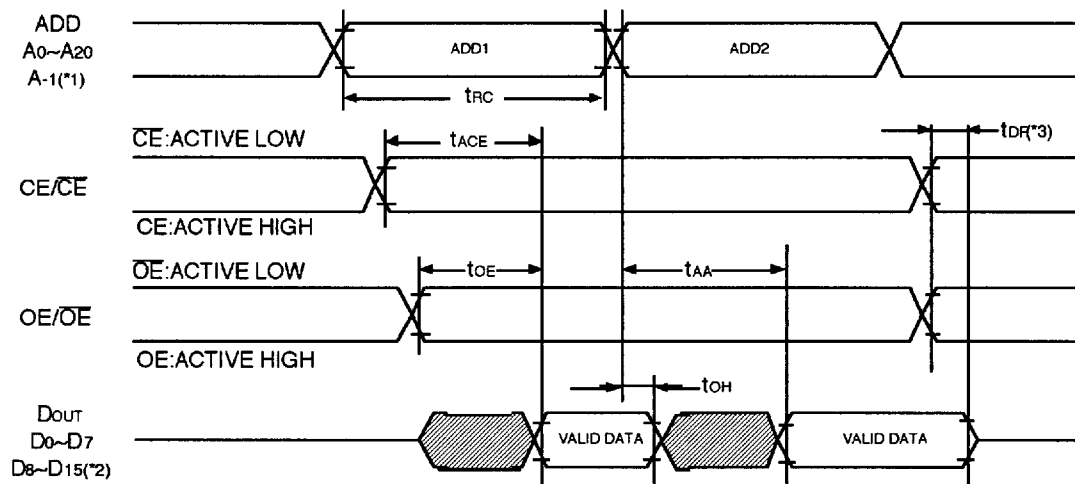 ADD
A0~A20
A-1(*1)
ADD1
ADD2
tRC
CE:ACTIVE LOW
tACE
tDF(*3)
CE/CE
CE:ACTIVE HIGH
OE:ACTIVE LOW
tOE
tAA
OE/OE
OE:ACTIVE HIGH
tOH
DOUT
D0~D7
D8~D15(*2)
VALID DATA
VALID DATA